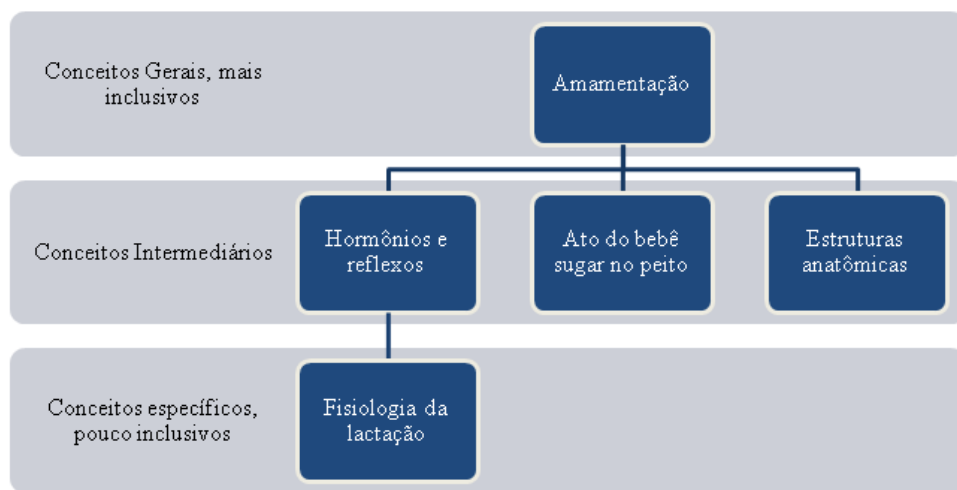 Conceitos Gerais, mais
inclusivos
Amamentação
Conceitos Intermediários
Hormônios e
reflexos
Ato do bebê
sugar no peito
Estruturas
anatômicas
Conceitos específicos,
pouco inclusivos
Fisiologia da
lactação